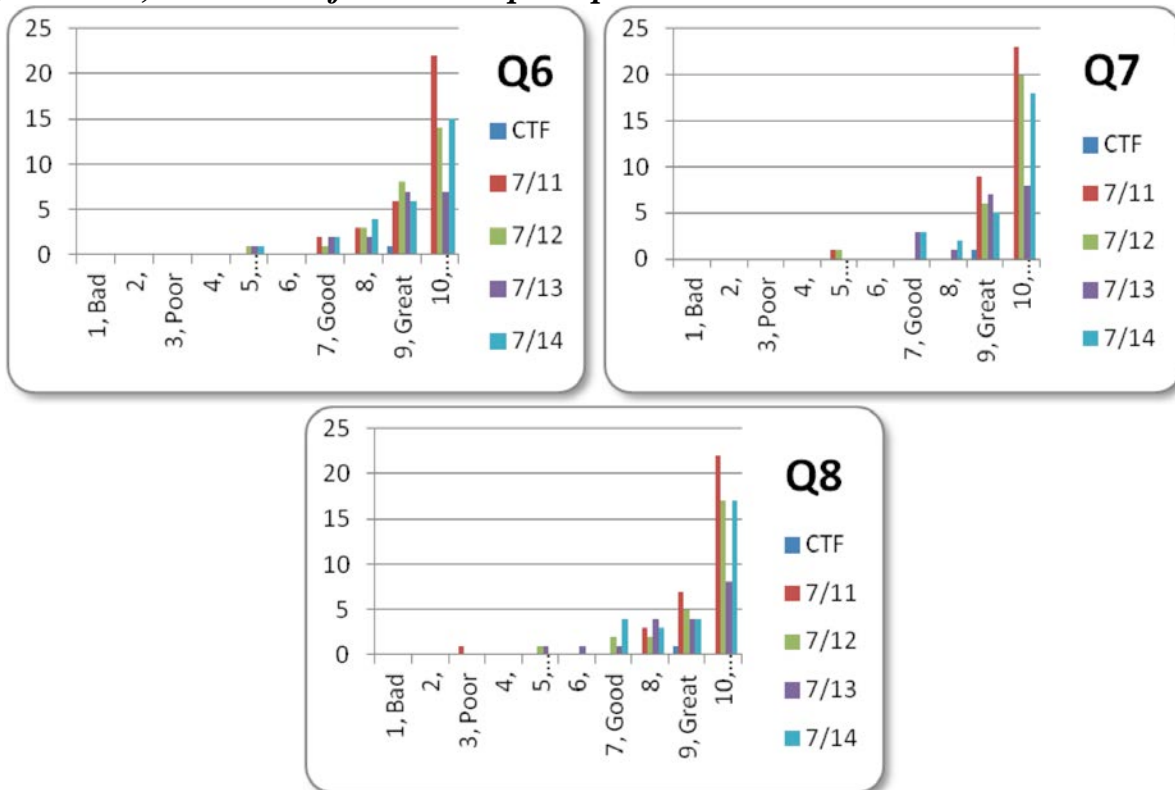 25
20
15
10
5
0
1, Bad
2,
3, Poor
4,
5,...
6,
7, Good
8,
9, Great
10,...
Q6
CTF
7/11
7/12
7/13
7/14
25
20
15
10
5
0
1, Bad
2,
3, Poor
4,
5,...
6,
7, Good
8,
9, Great
10,...
Q7
CTF
7/11
7/12
7/13
7/14
25
20
15
10
5
0
1, Bad
2,
3, Poor
4,
5,...
6,
7, Good
8,
9, Great
10,...
Q8
CTF
7/11
7/12
7/13
7/14